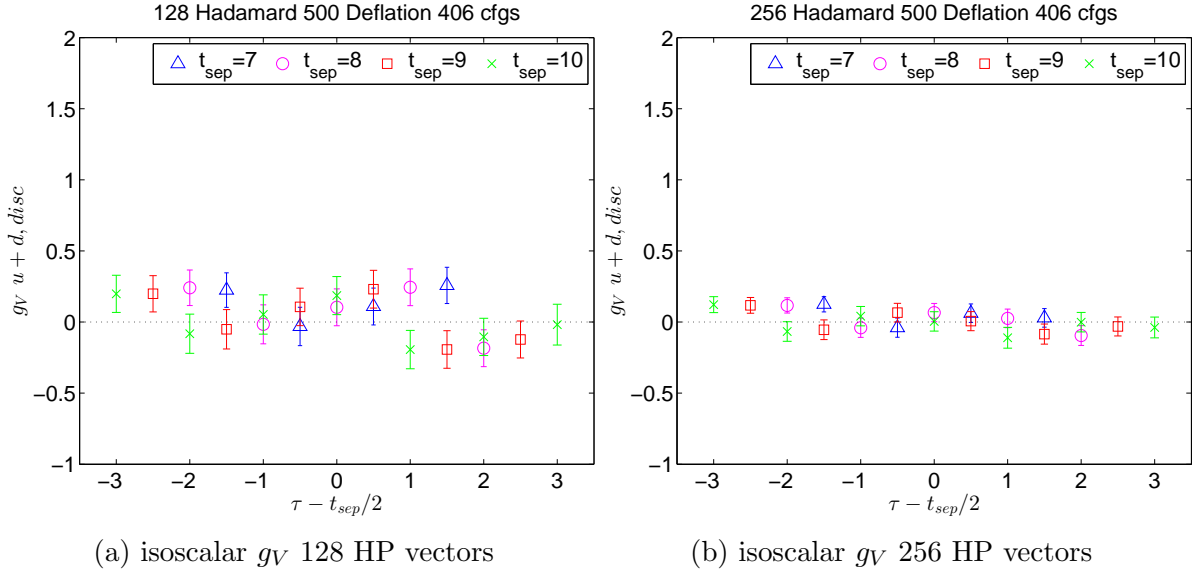 128 Hadamard 500 Deflation 406 cfgs
t_sep=7 t_sep=8 t_sep=9 t_sep=10
2
1.5
1
0.5
0
−0.5
−1
g_V u + d, disc
−3 −2 −1 0 1 2 3
τ − t_sep/2
(a) isoscalar g_V 128 HP vectors
256 Hadamard 500 Deflation 406 cfgs
t_sep=7 t_sep=8 t_sep=9 t_sep=10
2
1.5
1
0.5
0
−0.5
−1
g_V u + d, disc
−3 −2 −1 0 1 2 3
τ − t_sep/2
(b) isoscalar g_V 256 HP vectors